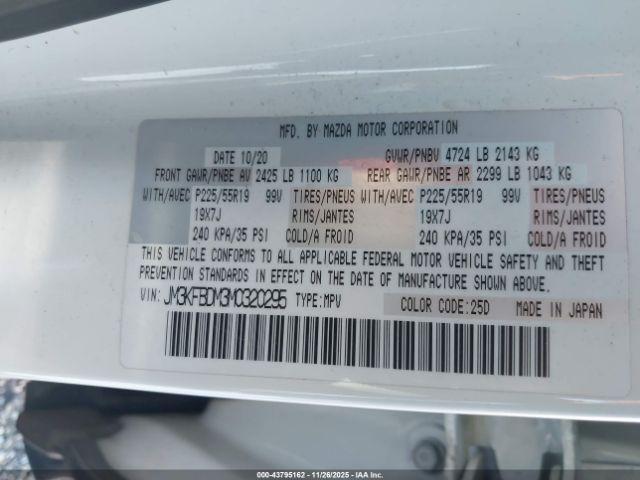 MFD. BY MAZDA MOTOR CORPORATION
DATE 10/20 GVWR/PNBV 4724 LB 2143 KG
FRONT GAWR/PNBE AV 2425 LB 1100 KG REAR GAWR/PNBE AR 2299 LB 1043 KG
WITH/AVEC P225/55R19 99V TIRES/PNEUS WITH/AVEC P225/55R19 99V TIRES/PNEUS
19X7J RIMS/JANTES 19X7J RIMS/JANTES
240 KPA/35 PSI COLD/A FROID 240 KPA/35 PSI COLD/A FROID
THIS VEHICLE CONFORMS TO ALL APPLICABLE FEDERAL MOTOR VEHICLE SAFETY AND THEFT
PREVENTION STANDARDS IN EFFECT ON THE DATE OF MANUFACTURE SHOWN ABOVE.
VIN: JM3KFBDM3M0320295 TYPE:MPV COLOR CODE:25D MADE IN JAPAN
000-43795162 - 11/26/2025 - IAAI.COM